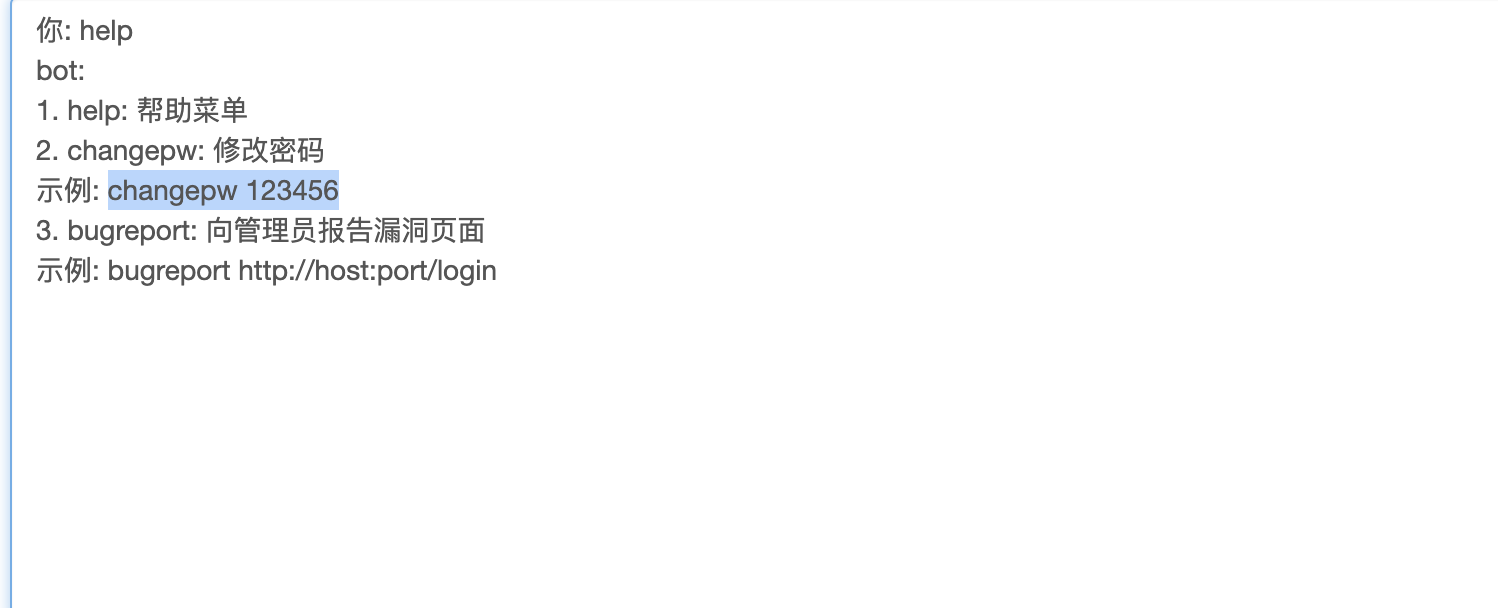 你: help
bot:
1. help: 帮助菜单
2. changepw: 修改密码
示例: changepw 123456
3. bugreport: 向管理员报告漏洞页面
示例: bugreport http://host:port/login